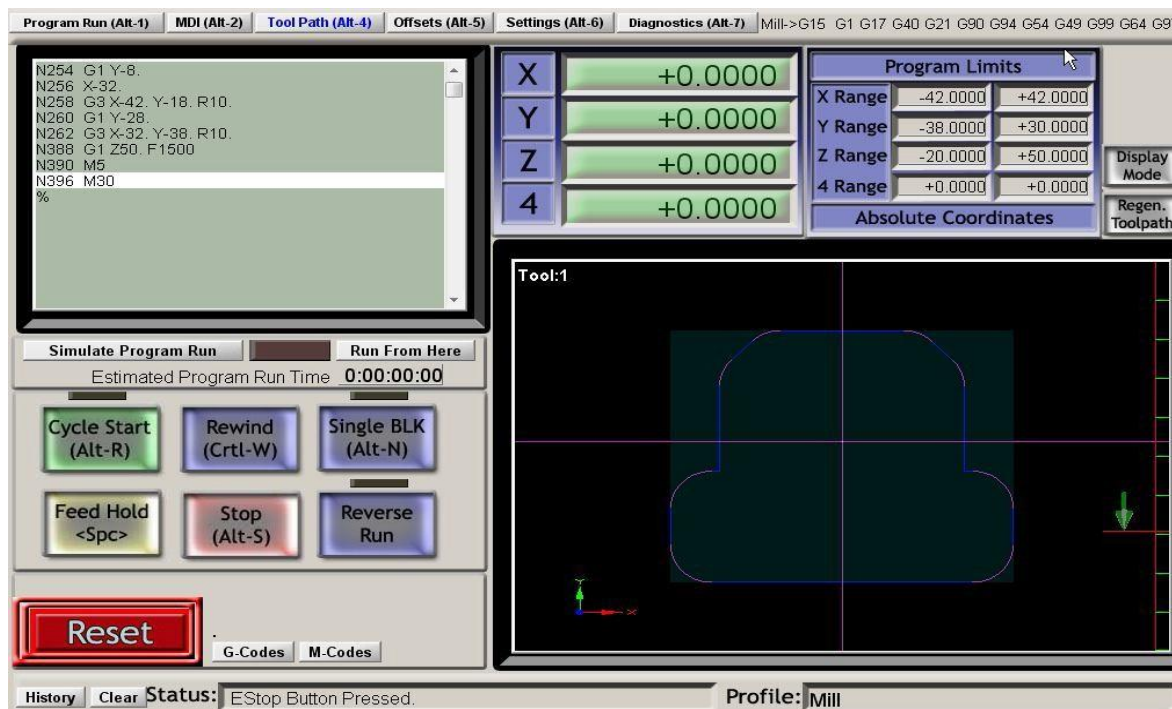 Program Run (Alt-1) MDI (Alt-2) Tool Path (Alt-4) Offsets (Alt-5) Settings (Alt-6) Diagnostics (Alt-7) Mill->G15 G1 G17 G40 G21 G90 G94 G54 G49 G99 G64 G9
N254 G1 Y-8.
N256 X-32.
N258 G3 X-42. Y-18. R10.
N260 G1 Y-28.
N262 G3 X-32. Y-38. R10.
N388 G1 Z50. F1500
N390 M5
N396 M30
%
X +0.0000
Y +0.0000
Z +0.0000
4 +0.0000
Program Limits
X Range -42.0000 +42.0000
Y Range -38.0000 +30.0000
Z Range -20.0000 +50.0000
4 Range +0.0000 +0.0000
Absolute Coordinates
Display
Mode
Regen.
Toolpath
Tool:1
Y
X
Simulate Program Run Run From Here
Estimated Program Run Time 0:00:00:00
Cycle Start
(Alt-R)
Rewind
(Crtl-W)
Single BLK
(Alt-N)
Feed Hold
<Spc>
Stop
(Alt-S)
Reverse
Run
Reset
.
G-Codes M-Codes
History Clear Status: EStop Button Pressed. Profile: Mill